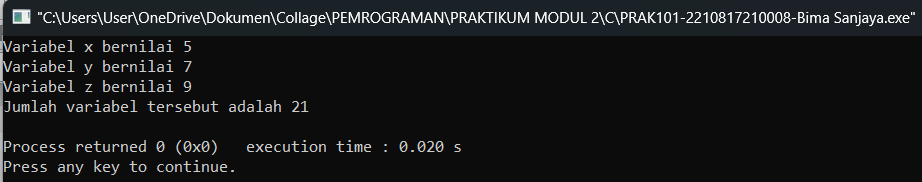 "C:\Users\User\OneDrive\Dokumen\Collage\PEMROGRAMAN\PRAKTIKUM MODUL 2\C\PRAK101-2210817210008-Bima Sanjaya.exe"
Variabel x bernilai 5
Variabel y bernilai 7
Variabel z bernilai 9
Jumlah variabel tersebut adalah 21
Process returned 0 (0x0)   execution time : 0.020 s
Press any key to continue.